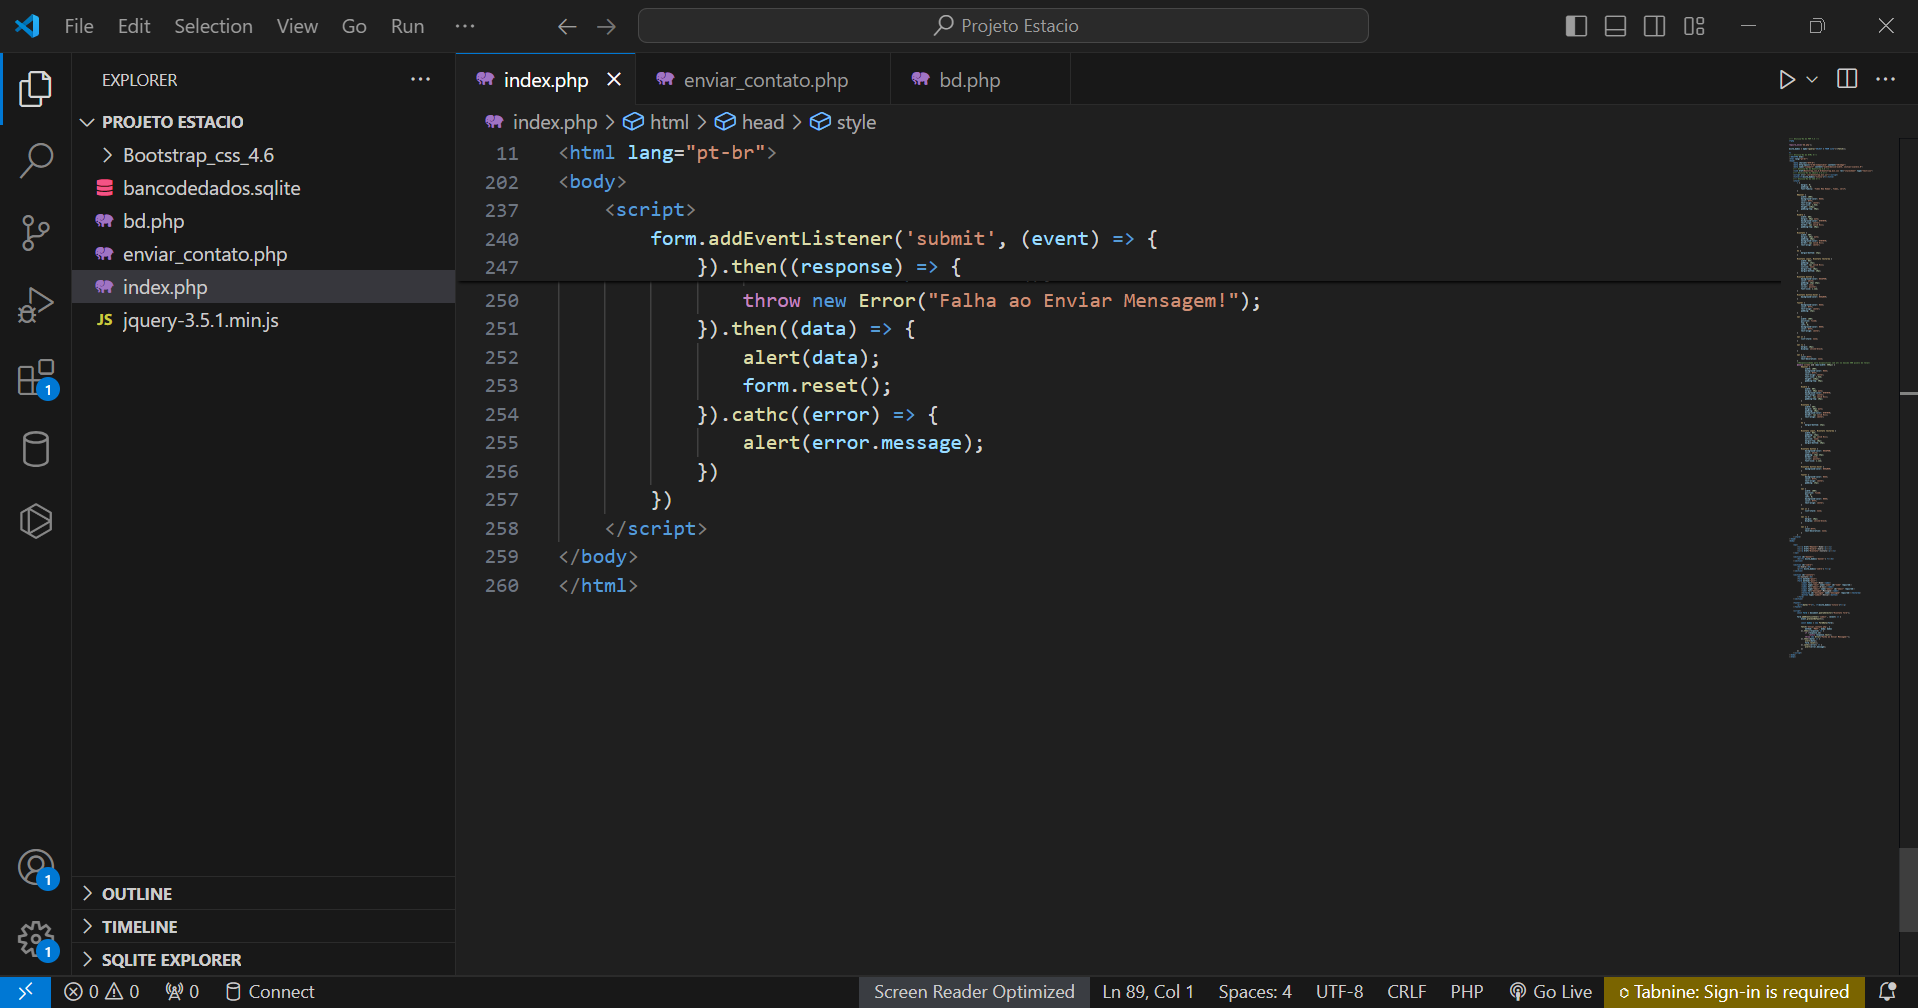 File Edit Selection View Go Run ··· Projeto Estacio
EXPLORER
PROJETO ESTACIO
Bootstrap_css_4.6
bancodedados.sqlite
bd.php
enviar_contato.php
index.php
JS jquery-3.5.1.min.js
OUTLINE
TIMELINE
SQLITE EXPLORER
1
1
1
index.php enviar_contato.php bd.php
index.php > html > head > style
11 <html lang="pt-br">
202 <body>
237 <script>
240 form.addEventListener('submit', (event) => {
247 }).then((response) => {
250 throw new Error("Falha ao Enviar Mensagem!");
251 }).then((data) => {
252 alert(data);
253 form.reset();
254 }).cathc((error) => {
255 alert(error.message);
256 })
257 })
258 </script>
259 </body>
260 </html>
0 0 0 Connect Screen Reader Optimized Ln 89, Col 1 Spaces: 4 UTF-8 CRLF PHP Go Live Tabnine: Sign-in is required